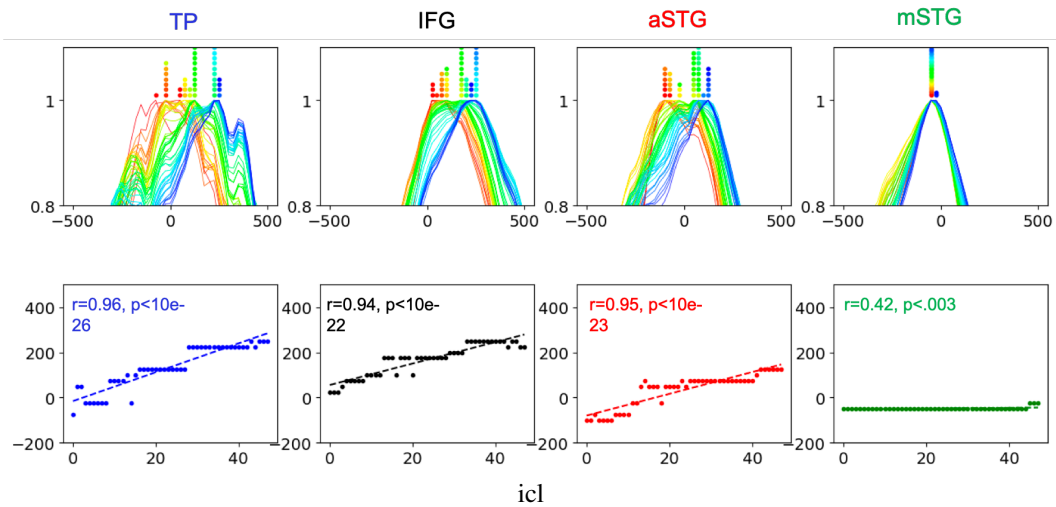 TP IFG aSTG mSTG
1 1 1 1
0.8 0.8 0.8 0.8
−500 0 500 −500 0 500 −500 0 500 −500 0 500
400 400 400 400
r=0.96, p<10e- r=0.94, p<10e- r=0.95, p<10e- r=0.42, p<.003
26 22 23
200 200 200 200
0 0 0 0
−200 −200 −200 −200
0 20 40 0 20 40 0 20 40 0 20 40
icl